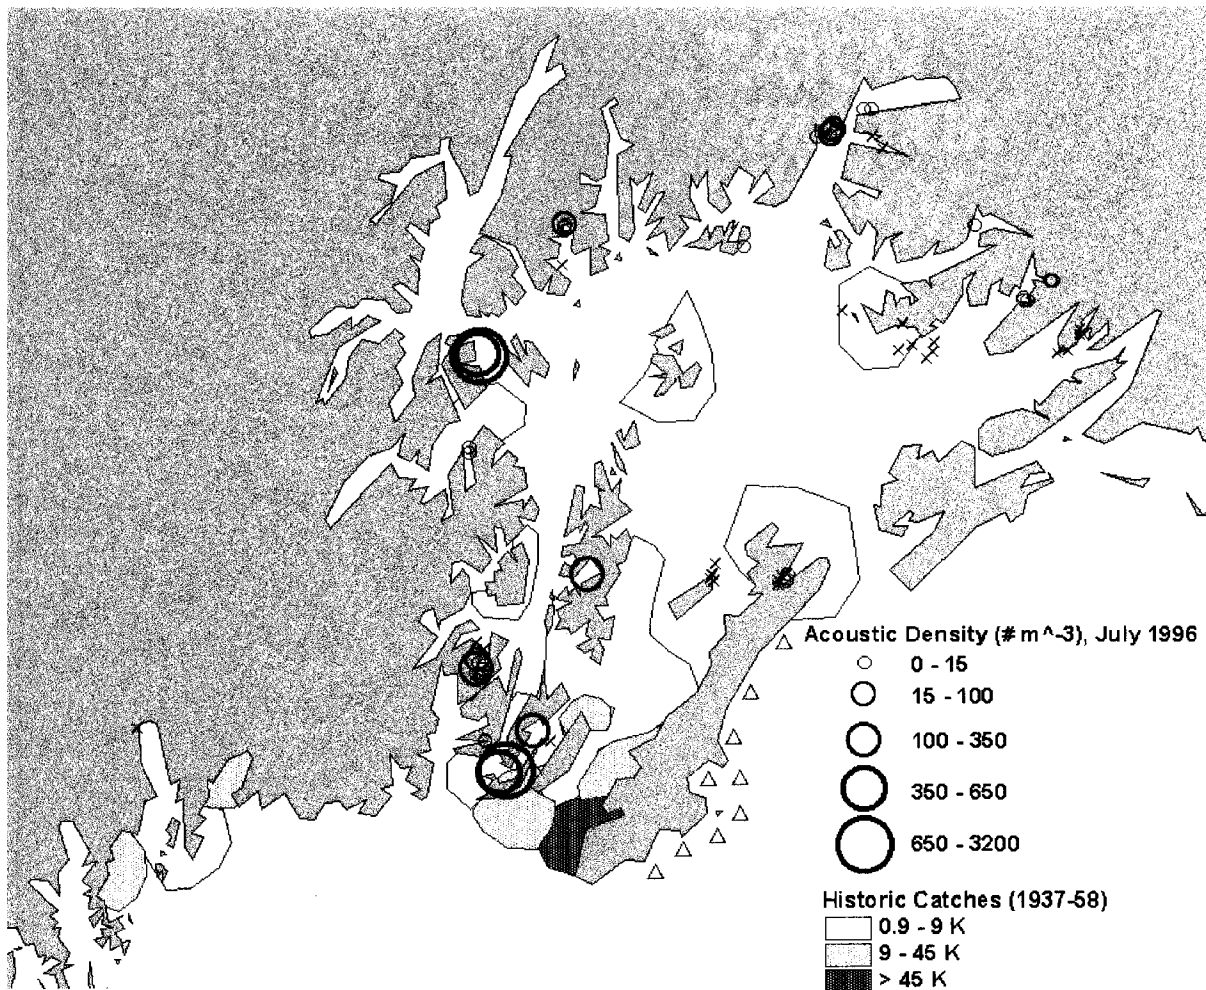 Acoustic Density (# m^-3), July 1996
0 - 15
15 - 100
100 - 350
350 - 650
650 - 3200
Historic Catches (1937-58)
0.9 - 9 K
9 - 45 K
> 45 K